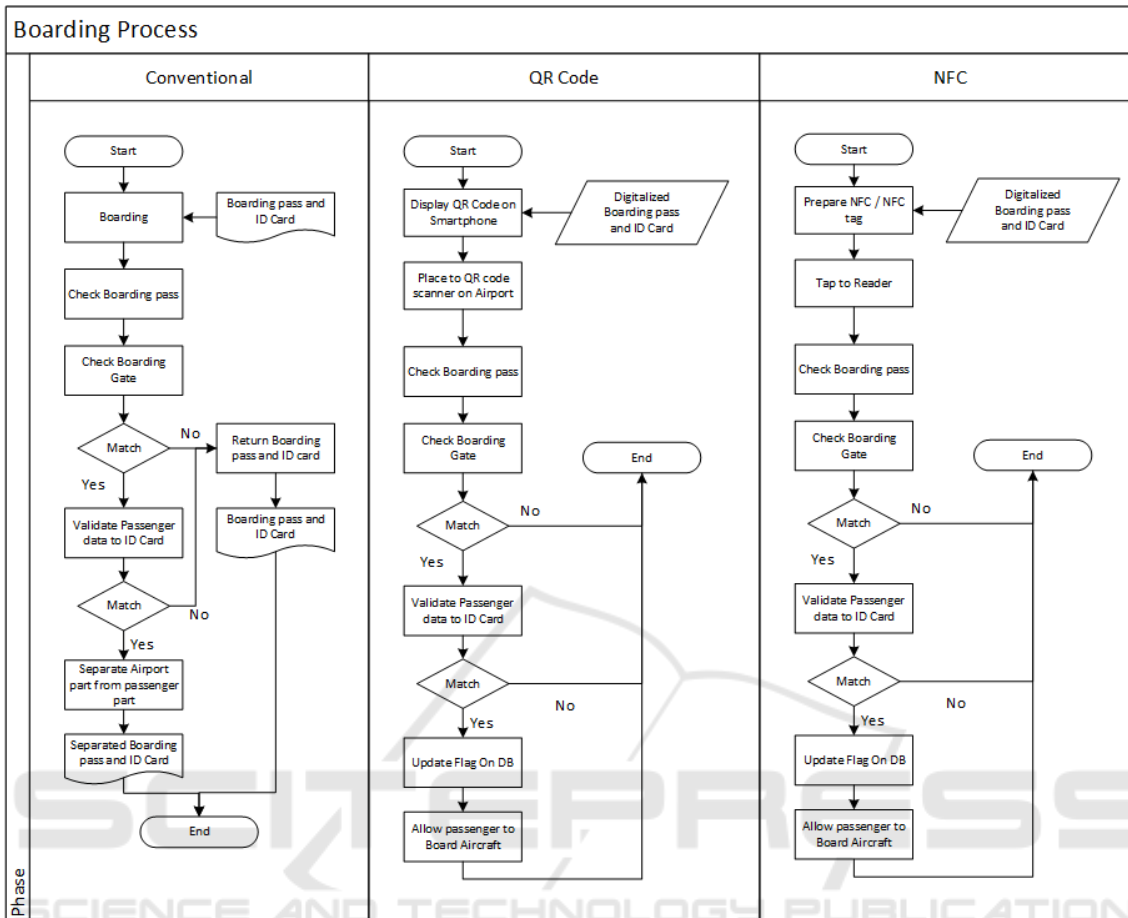 Boarding Process
Conventional
QR Code
NFC
Phase
Start
Boarding
Boarding pass and
ID Card
Check Boarding pass
Check Boarding
Gate
Match
No
Return Boarding
pass and ID card
Yes
Validate Passenger
data to ID Card
Boarding pass and
ID Card
Match
No
Yes
Separate Airport
part from passenger
part
Separated Boarding
pass and ID Card
End
Start
Display QR Code on
Smartphone
Digitalized
Boarding pass
and ID Card
Place to QR code
scanner on Airport
Check Boarding pass
Check Boarding
Gate
End
Match
No
Yes
Validate Passenger
data to ID Card
Match
No
Yes
Update Flag On DB
Allow passenger to
Board Aircraft
Start
Prepare NFC / NFC
tag
Digitalized
Boarding pass
and ID Card
Tap to Reader
Check Boarding pass
Check Boarding
Gate
End
Match
No
Yes
Validate Passenger
data to ID Card
Match
No
Yes
Update Flag On DB
Allow passenger to
Board Aircraft
SCITEPRESS
SCIENCE AND TECHNOLOGY PUBLICATION